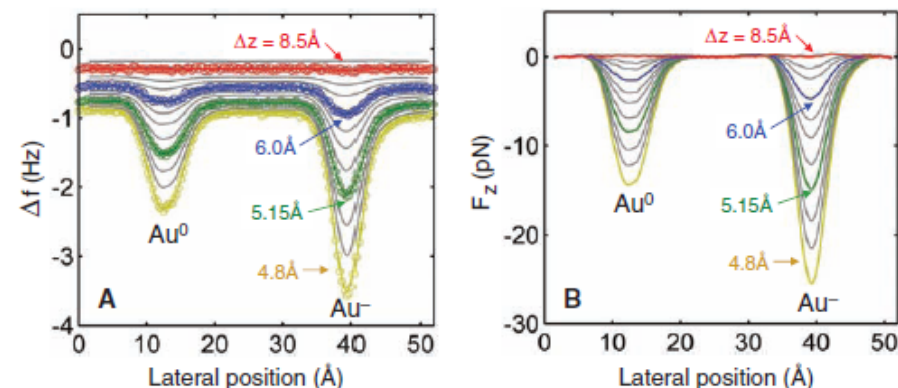 0
-1
-2
-3
-4
Δf (Hz)
Δz = 8.5Å
6.0Å
5.15Å
4.8Å
Au⁰
Au⁻
A
0 10 20 30 40 50
Lateral position (Å)
0
-10
-20
-30
F_z (pN)
Δz = 8.5Å
6.0Å
5.15Å
4.8Å
Au⁰
Au⁻
B
0 10 20 30 40 50
Lateral position (Å)